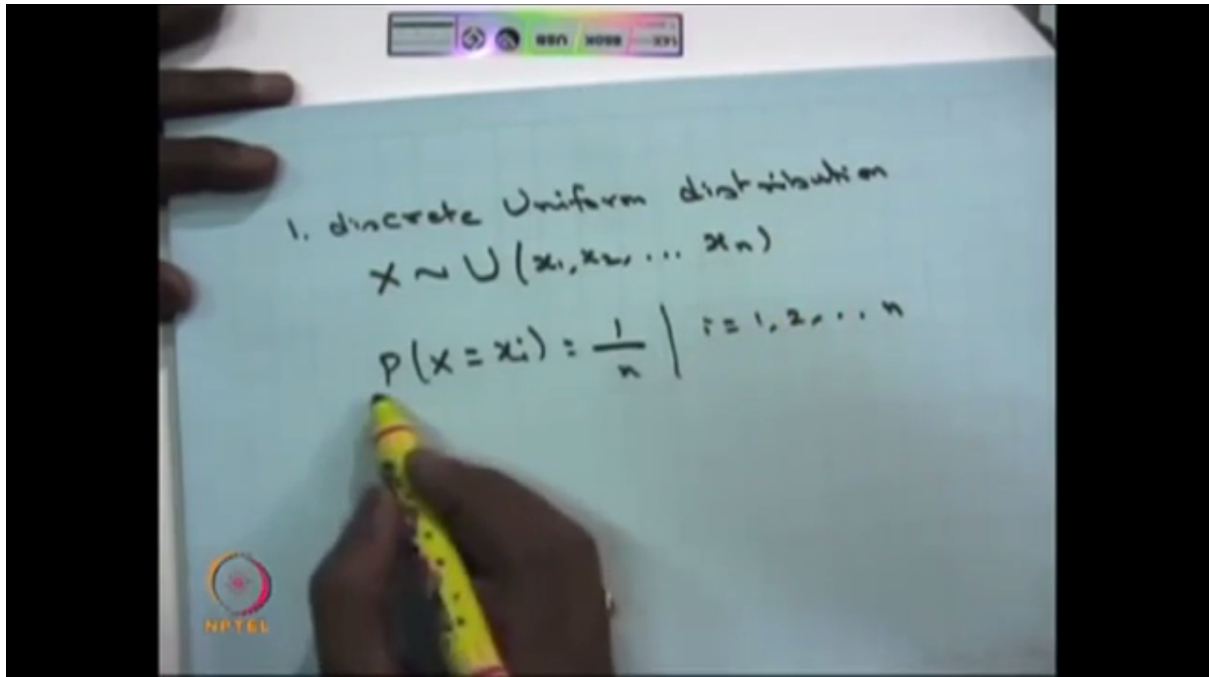 1. discrete Uniform distribution
X ~ U (x₁, x₂, ... xₙ)
P(X = xᵢ) = 1/n | i = 1, 2, ... n
NPTEL